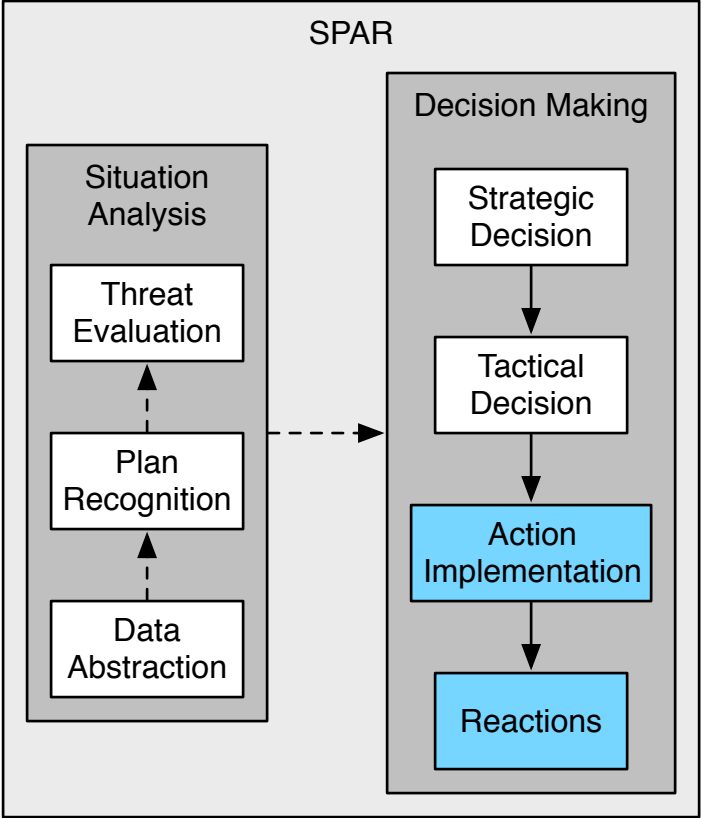 SPAR
Situation
Analysis
Threat
Evaluation
Plan
Recognition
Data
Abstraction
Decision Making
Strategic
Decision
Tactical
Decision
Action
Implementation
Reactions